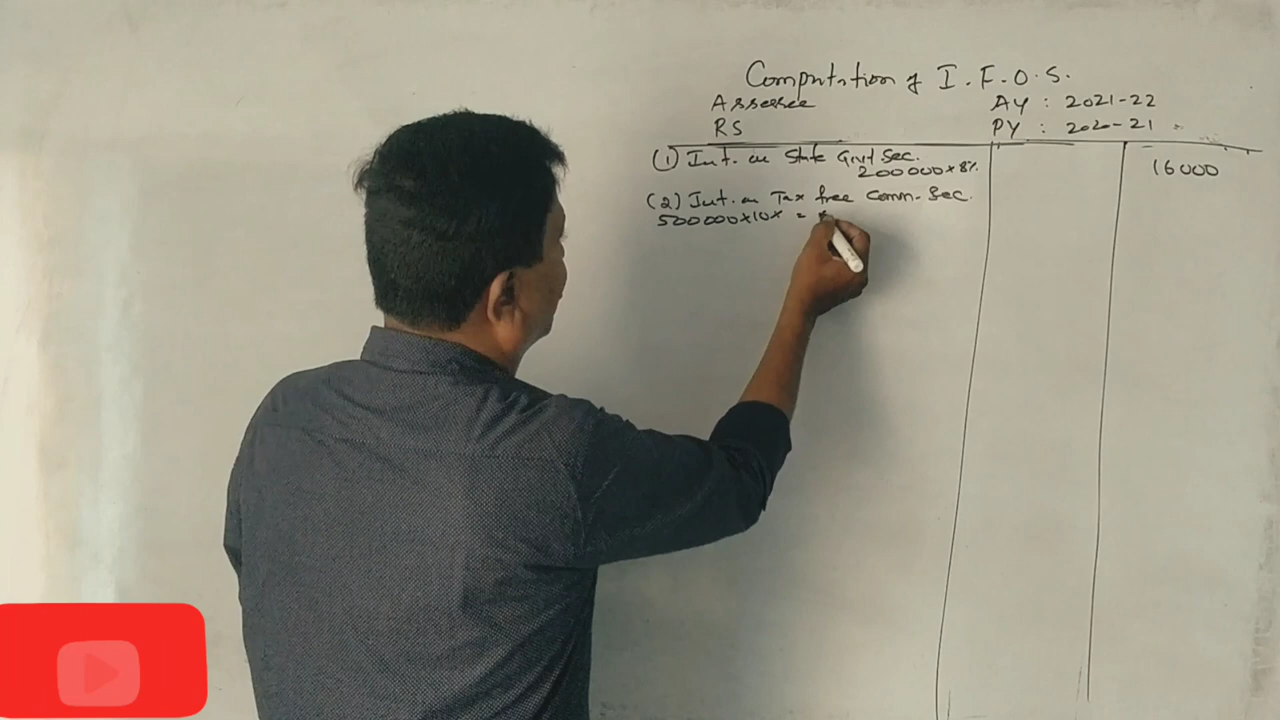 Computation of I.F.O.S.
Assessee AY : 2021-22
RS PY : 2020-21
(1) Int. on State Govt Sec.
200000×8% 16000
(2) Int. on Tax free Comm. Sec.
500000×10% =